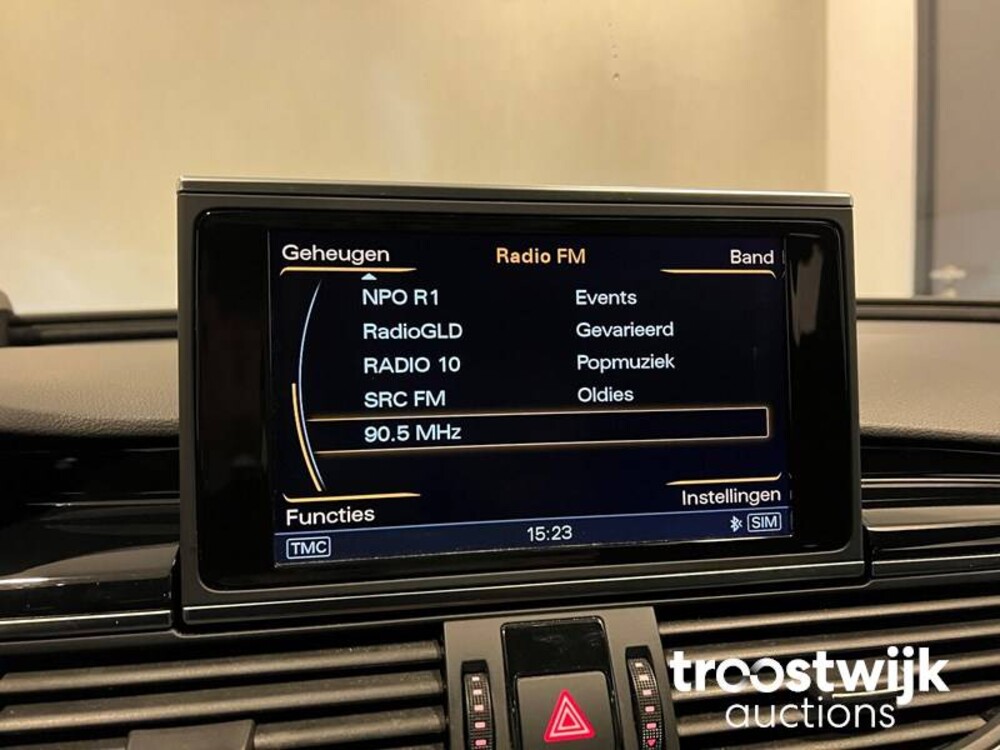 Geheugen Radio FM Band
NPO R1 Events
RadioGLD Gevarieerd
RADIO 10 Popmuziek
SRC FM Oldies
90.5 MHz
Functies Instellingen
TMC 15:23 SIM
troostwijk
auctions